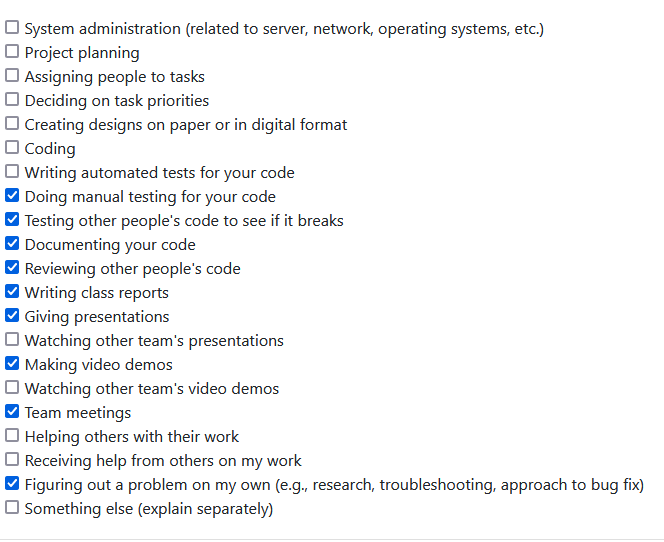 System administration (related to server, network, operating systems, etc.)
Project planning
Assigning people to tasks
Deciding on task priorities
Creating designs on paper or in digital format
Coding
Writing automated tests for your code
Doing manual testing for your code
Testing other people's code to see if it breaks
Documenting your code
Reviewing other people's code
Writing class reports
Giving presentations
Watching other team's presentations
Making video demos
Watching other team's video demos
Team meetings
Helping others with their work
Receiving help from others on my work
Figuring out a problem on my own (e.g., research, troubleshooting, approach to bug fix)
Something else (explain separately)